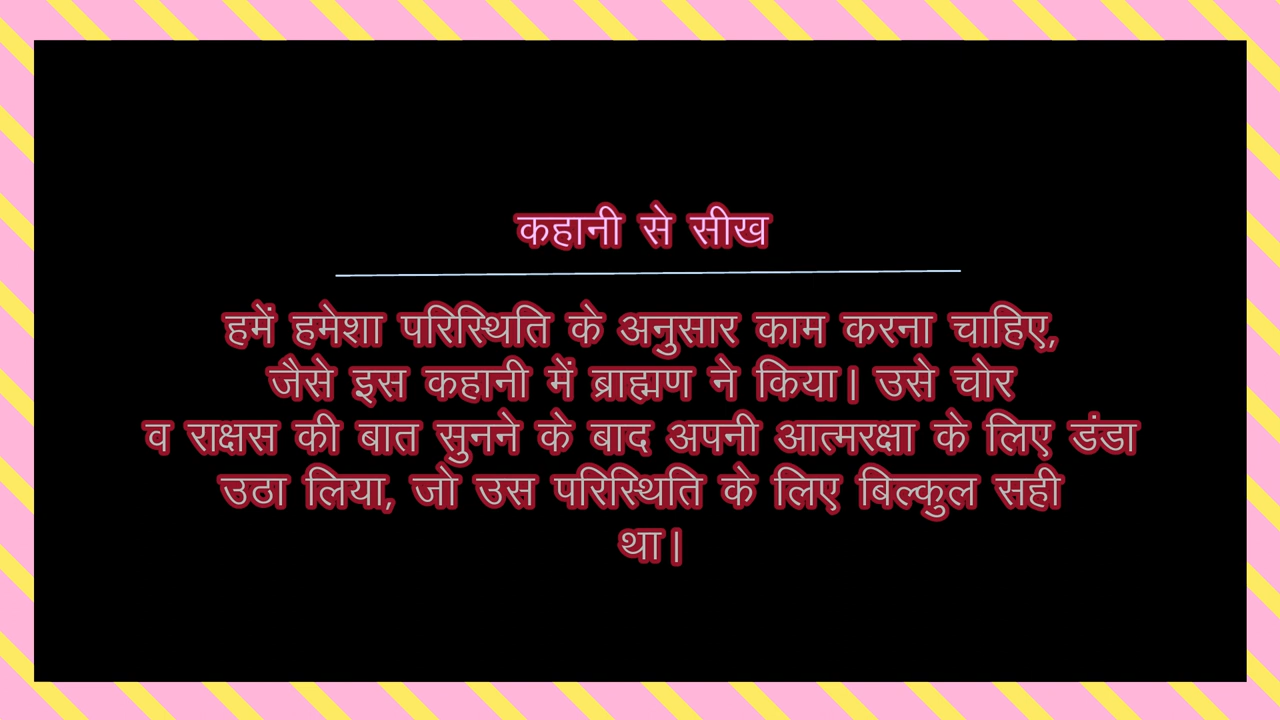 कहानी से सीख
हमें हमेशा परिस्थिति के अनुसार काम करना चाहिए,
जैसे इस कहानी में ब्राह्मण ने किया। उसे चोर
व राक्षस की बात सुनने के बाद अपनी आत्मरक्षा के लिए डंडा
उठा लिया, जो उस परिस्थिति के लिए बिल्कुल सही
था।